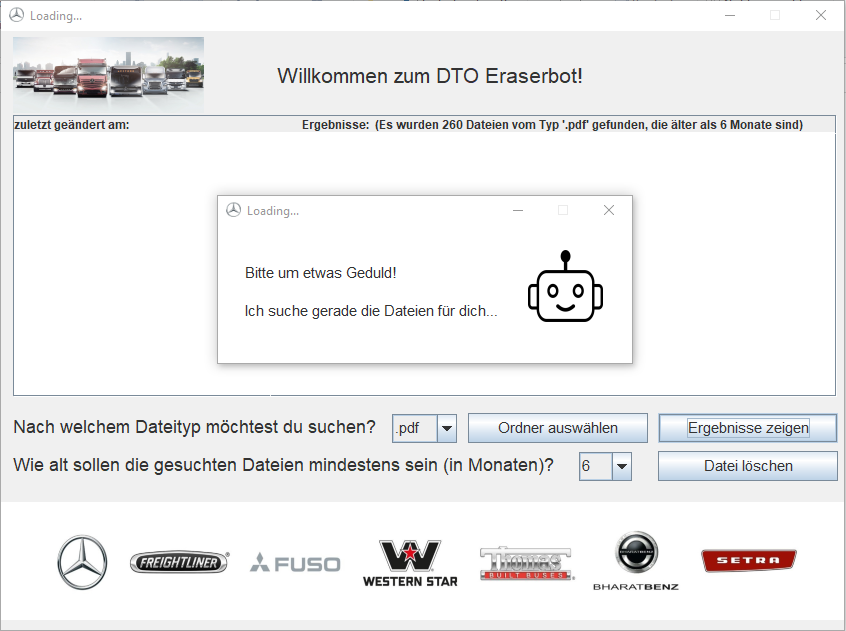 Loading...
Willkommen zum DTO Eraserbot!
zuletzt geändert am:
Ergebnisse: (Es wurden 260 Dateien vom Typ '.pdf' gefunden, die älter als 6 Monate sind)
Loading...
Bitte um etwas Geduld!
Ich suche gerade die Dateien für dich...
Nach welchem Dateityp möchtest du suchen?
.pdf
Ordner auswählen
Ergebnisse zeigen
Wie alt sollen die gesuchten Dateien mindestens sein (in Monaten)?
6
Datei löschen
FREIGHTLINER
FUSO
WESTERN STAR
Thomas
BUILT BUSES
BHARATBENZ
SETRA